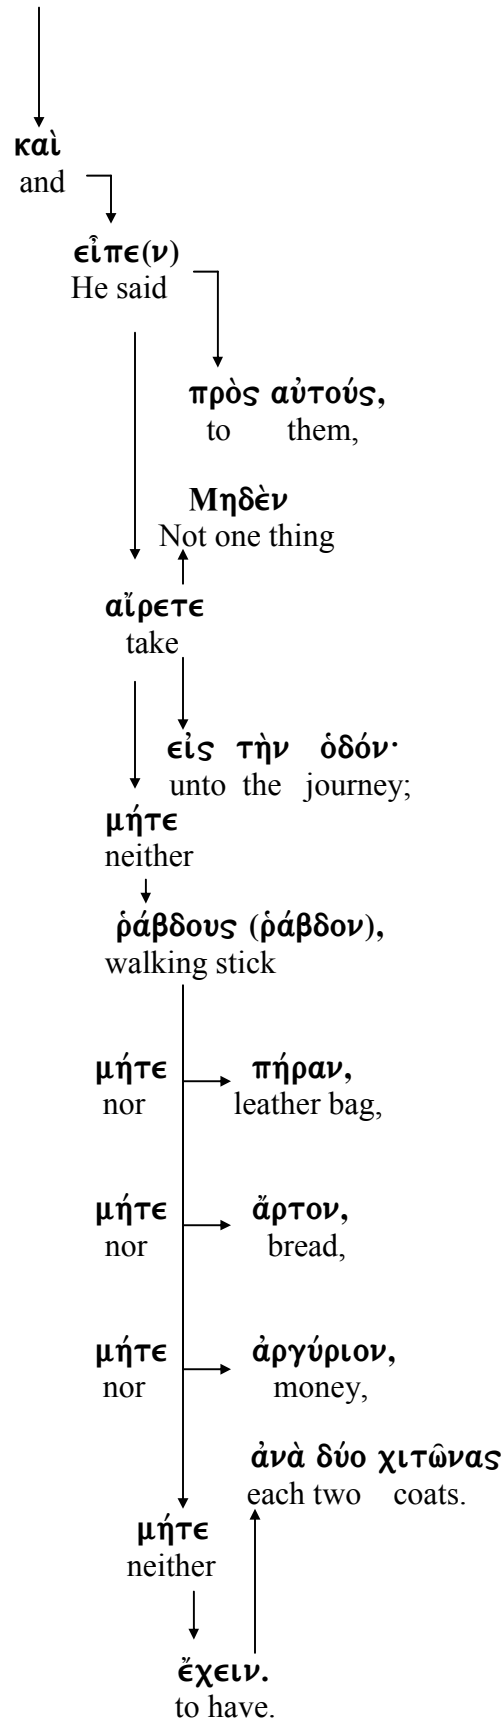 καὶ
and
εἶπε(ν)
He said
πρὸς αὐτούς,
to them,
Μηδὲν
Not one thing
αἴρετε
take
εἰς τὴν ὁδόν·
unto the journey;
μήτε
neither
ῥάβδους (ῥάβδον),
walking stick
μήτε πήραν,
nor leather bag,
μήτε ἄρτον,
nor bread,
μήτε ἀργύριον,
nor money,
ἀνὰ δύο χιτῶνας
each two coats.
μήτε
neither
ἔχειν.
to have.